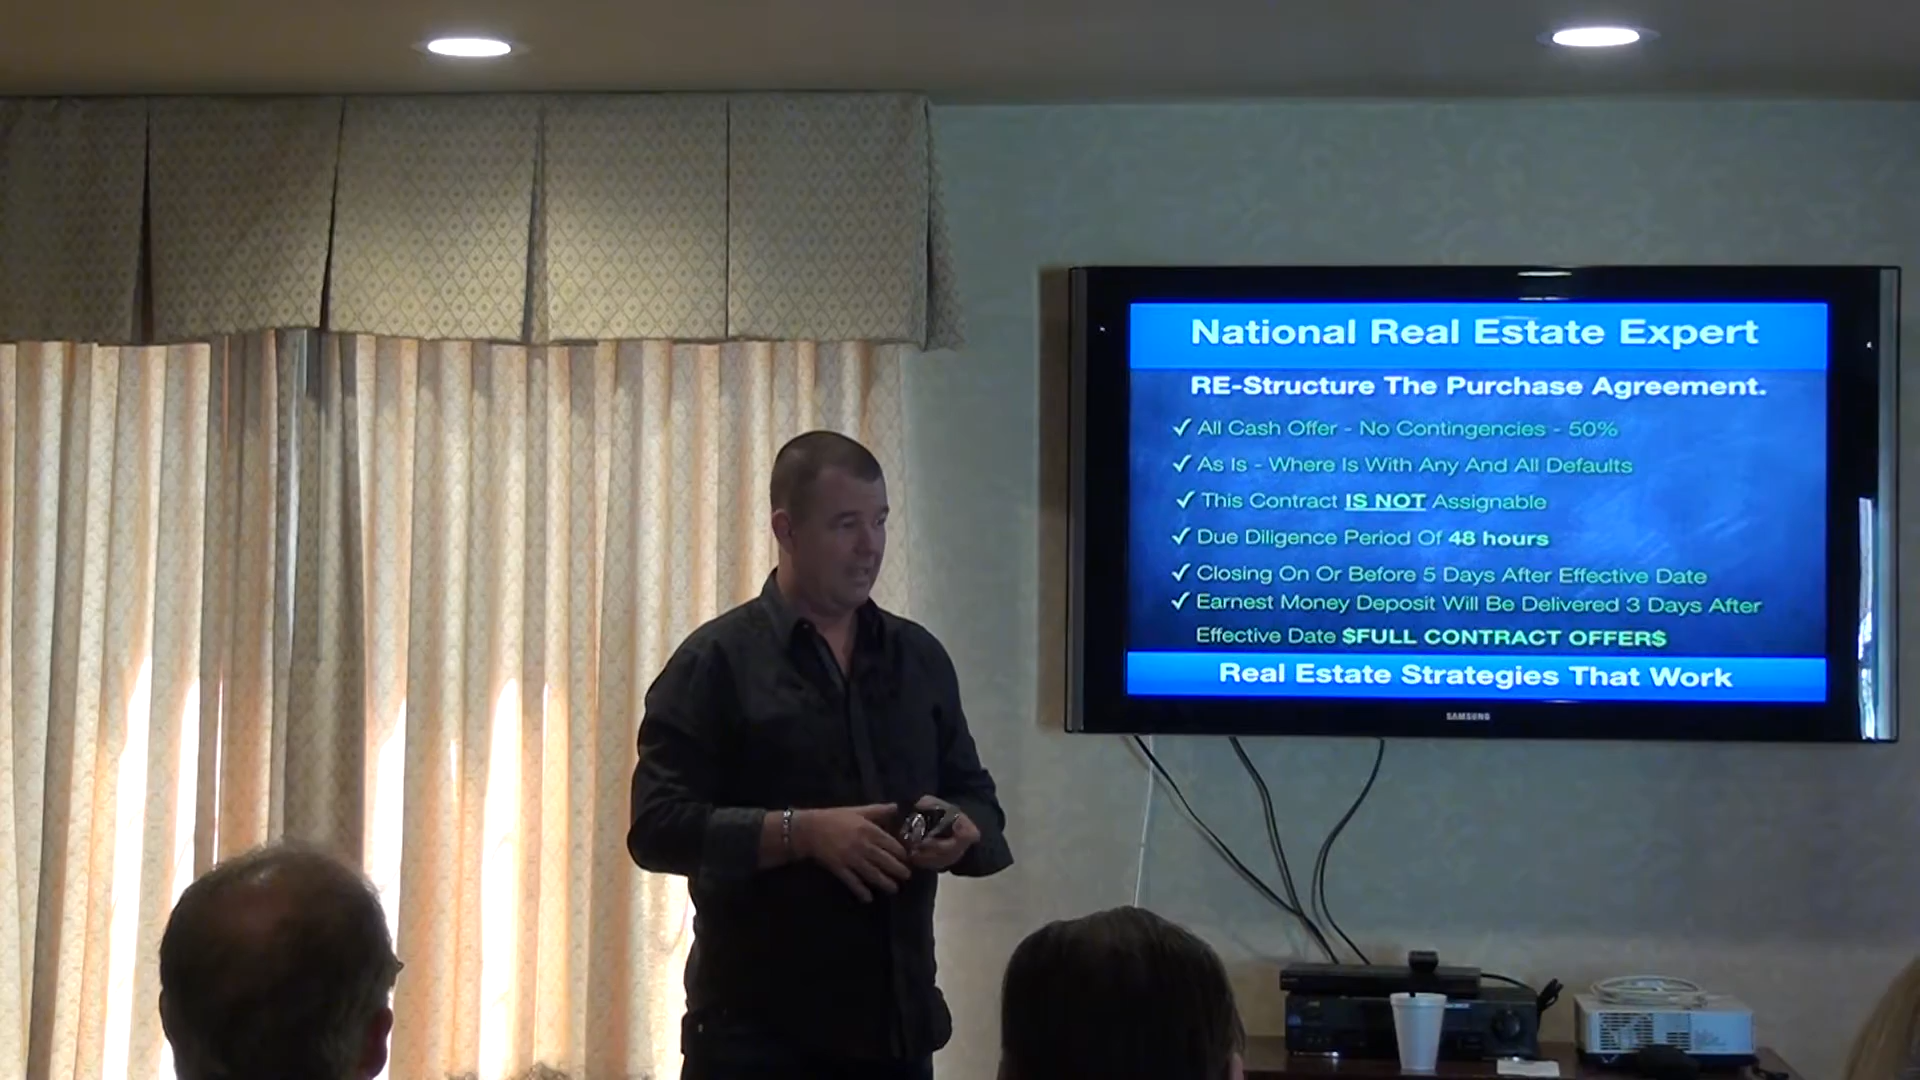 National Real Estate Expert
RE-Structure The Purchase Agreement.
✓ All Cash Offer - No Contingencies - 50%
✓ As Is - Where Is With Any And All Defaults
✓ This Contract IS NOT Assignable
✓ Due Diligence Period Of 48 hours
✓ Closing On Or Before 5 Days After Effective Date
✓ Earnest Money Deposit Will Be Delivered 3 Days After
Effective Date $FULL CONTRACT OFFER$
Real Estate Strategies That Work
SAMSUNG